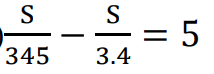 ) S/345 − S/3.4 = 5